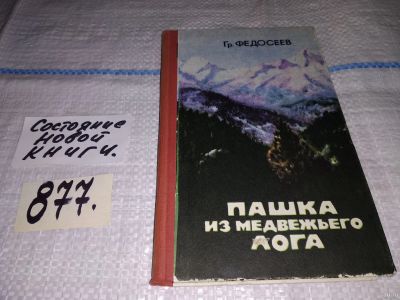 Состояние
новой
книги.
877.
Гр. ФЕДОСЕЕВ
ПАШКА
ИЗ МЕДВЕЖЬЕГО
ЛОГА